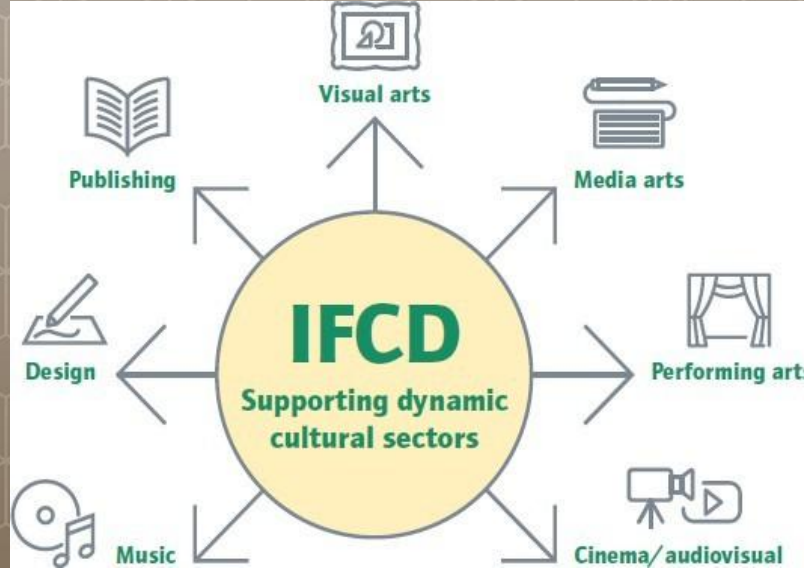 Visual arts
Publishing
Media arts
IFCD
Supporting dynamic
cultural sectors
Design
Performing arts
Music
Cinema/audiovisual